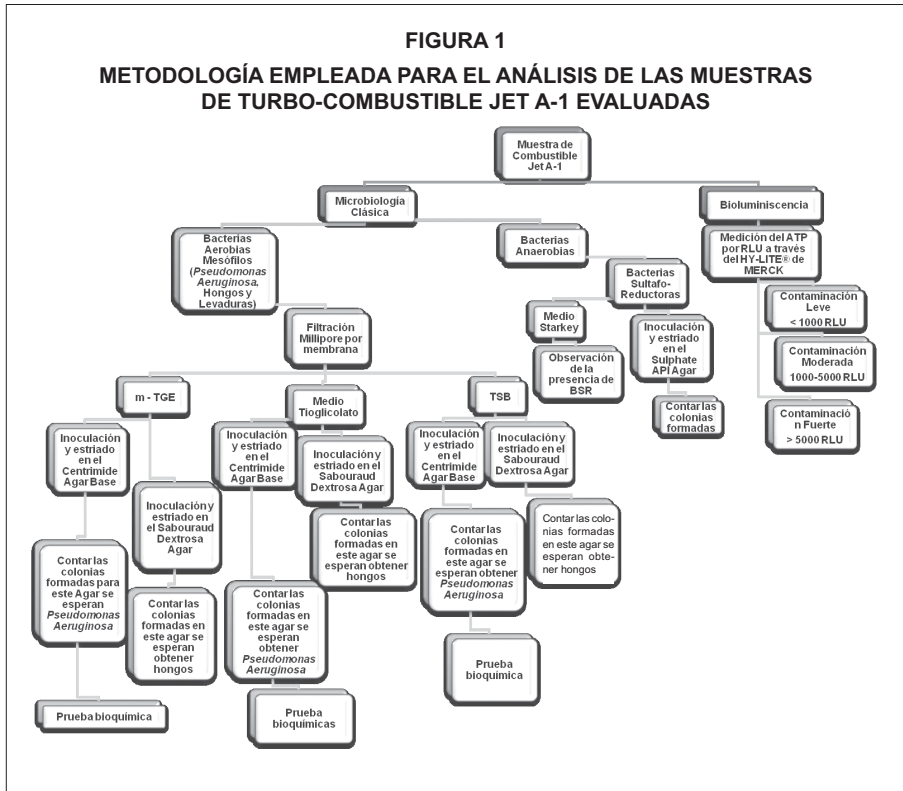 FIGURA 1
METODOLOGÍA EMPLEADA PARA EL ANÁLISIS DE LAS MUESTRAS
DE TURBO-COMBUSTIBLE JET A-1 EVALUADAS
Muestra de
Combustible
Jet A-1
Microbiología
Clásica
Bioluminiscencia
Bacterias
Aerobias
Mesófilos
(Pseudomonas
Aeruginosa.
Hongos y
Levaduras)
Bacterias
Anaerobias
Medición del ATP
por RLU a través
del HY-LITE® de
MERCK
Bacterias
Sultafo-
Reductoras
Contaminación
Leve
< 1000 RLU
Filtración
Millipore por
membrana
Medio
Starkey
Inoculación
y estriado
en el
Sulphate
API Agar
Observación
de la
presencia de
BSR
Contaminación
Moderada
1000-5000 RLU
m - TGE
Medio
Tioglicolato
TSB
Contar las
colonias
formadas
Contaminació
n Fuerte
> 5000 RLU
Inoculación
y estriado
en el
Centrimide
Agar Base
Inoculación
y estriado
en el
Centrimide
Agar Base
Inoculación y
estriado en el
Sabouraud
Dextrosa Agar
Inoculación
y estriado
en el
Centrimide
Agar Base
Inoculación y
estriado en el
Sabouraud
Dextrosa Agar
Inoculación y
estriado en el
el Sabouraud
Dextrosa
Agar
Contar las
colonias
formadas en
este agar se
esperan
obtener hongos
Contar las colo-
nias formadas
en este agar se
esperan obte-
ner hongos
Contar las
colonias
formadas para
este Agar se
esperan
Pseudomonas
Aeruginosa
Contar las
colonias
formadas en
este agar se
esperan
obtener
hongos
Contar las
colonias
formadas en
este agar se
esperan
obtener
Pseudomonas
Aeruginosa
Contar las
colonias
formadas en
este agar se
esperan obtener
Pseudomonas
Aeruginosa
Prueba bioquímica
Prueba
bioquímicas
Prueba
bioquímica